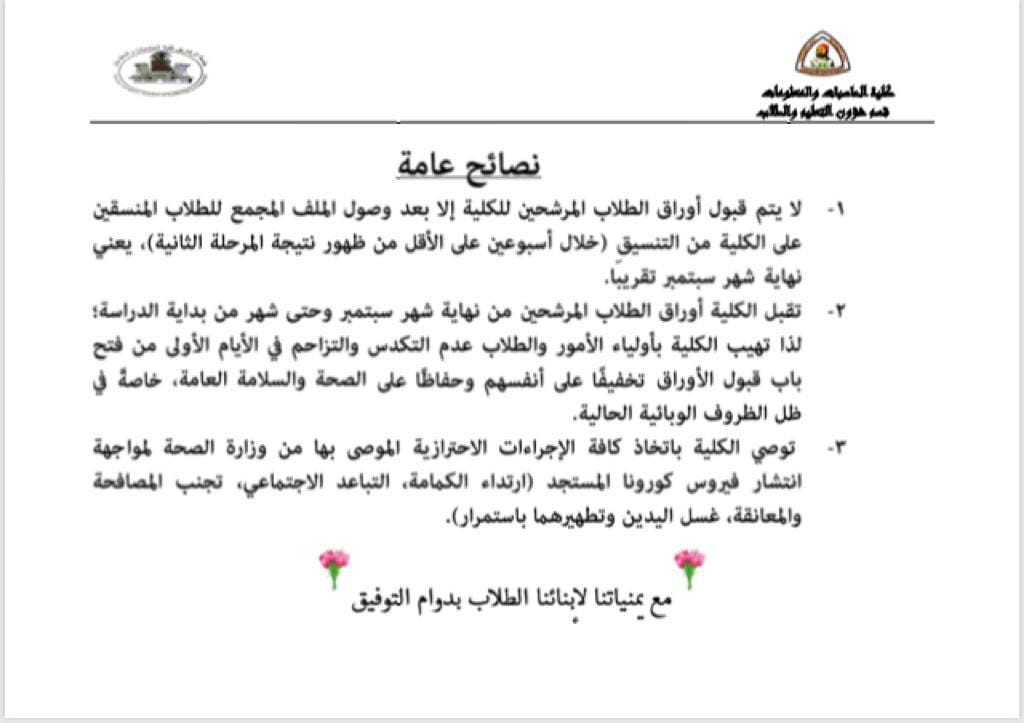 كلية الحاسبات والمعلومات
قسم شؤون التعليم والطلاب
نصائح عامة
١- لا يتم قبول أوراق الطلاب المرشحين للكلية إلا بعد وصول الملف المجمع للطلاب المنسقين
على الكلية من التنسيق (خلال أسبوعين على الأقل من ظهور نتيجة المرحلة الثانية)، يعني
نهاية شهر سبتمبر تقريبًا.
٢- تقبل الكلية أوراق الطلاب المرشحين من نهاية شهر سبتمبر وحتى شهر من بداية الدراسة؛
لذا تهيب الكلية بأولياء الأمور والطلاب عدم التكدس والتزاحم في الأيام الأولى من فتح
باب قبول الأوراق تخفيفًا على أنفسهم وحفاظًا على الصحة والسلامة العامة، خاصةً في
ظل الظروف الوبائية الحالية.
٣- توصي الكلية باتخاذ كافة الإجراءات الاحترازية الموصى بها من وزارة الصحة لمواجهة
انتشار فيروس كورونا المستجد (ارتداء الكمامة، التباعد الاجتماعي، تجنب المصافحة
والمعانقة، غسل اليدين وتطهيرهما باستمرار).
مع تمنياتنا لأبنائنا الطلاب بدوام التوفيق